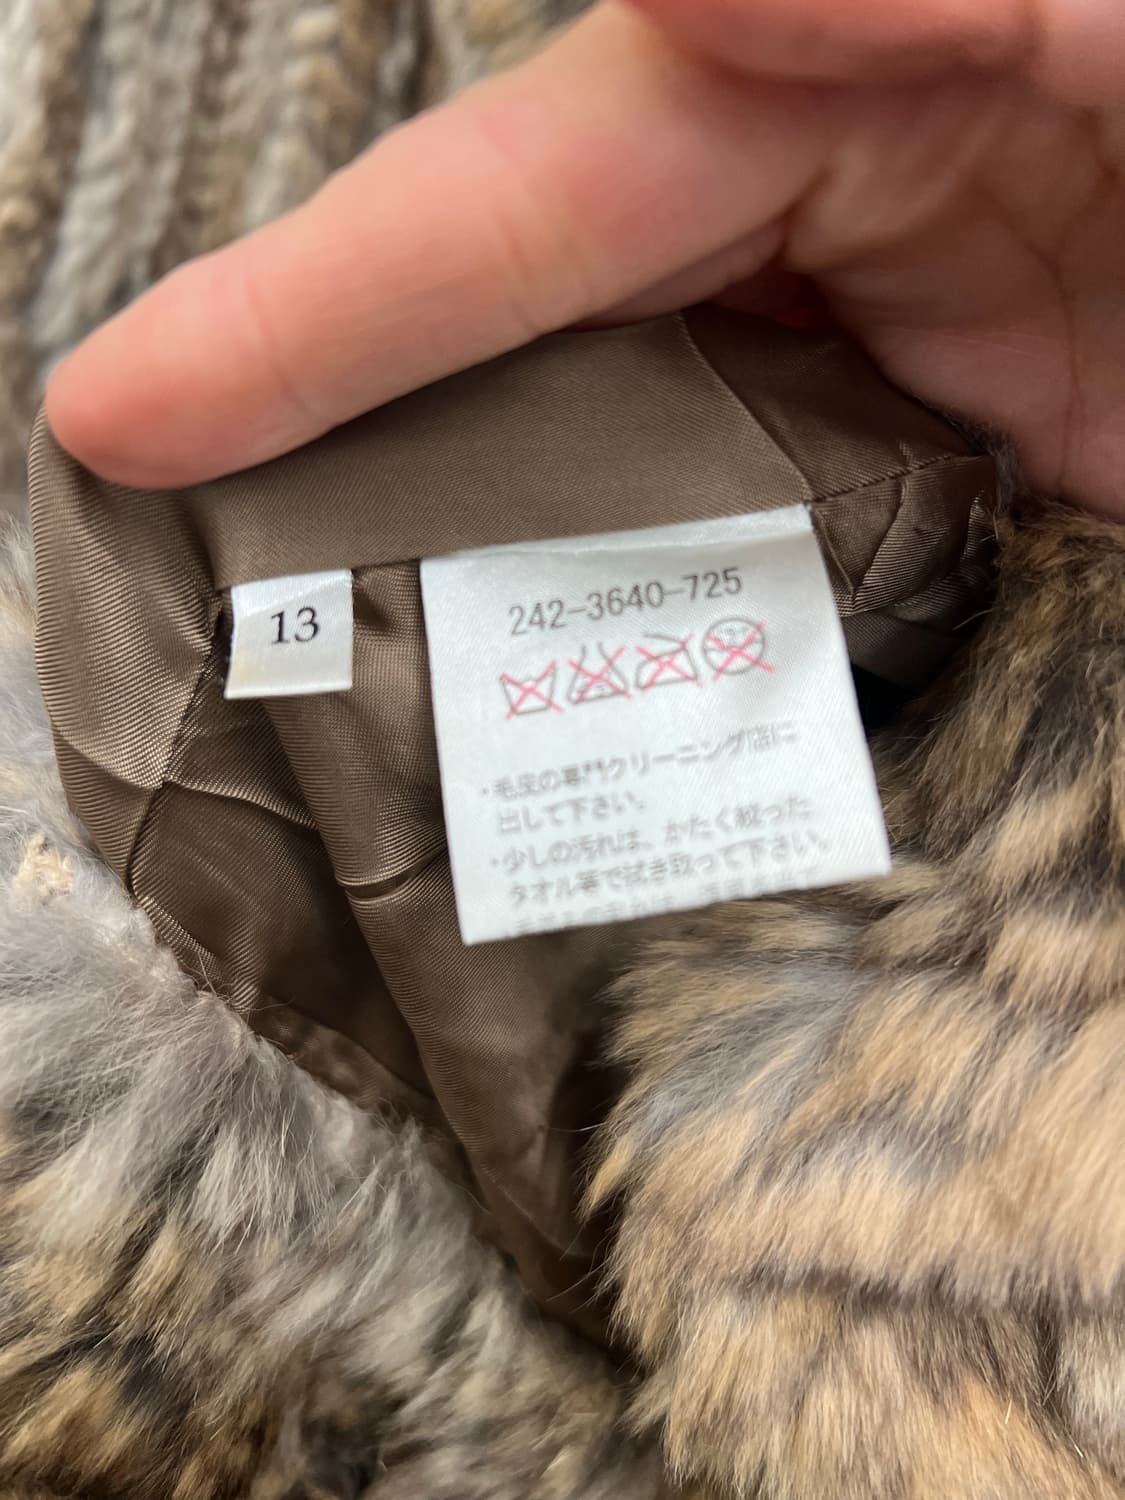 13
242-3640-725
・毛皮の専門クリーニング店に
出して下さい。
・少しの汚れは、かたく絞った
タオル等で拭き取って下さい。